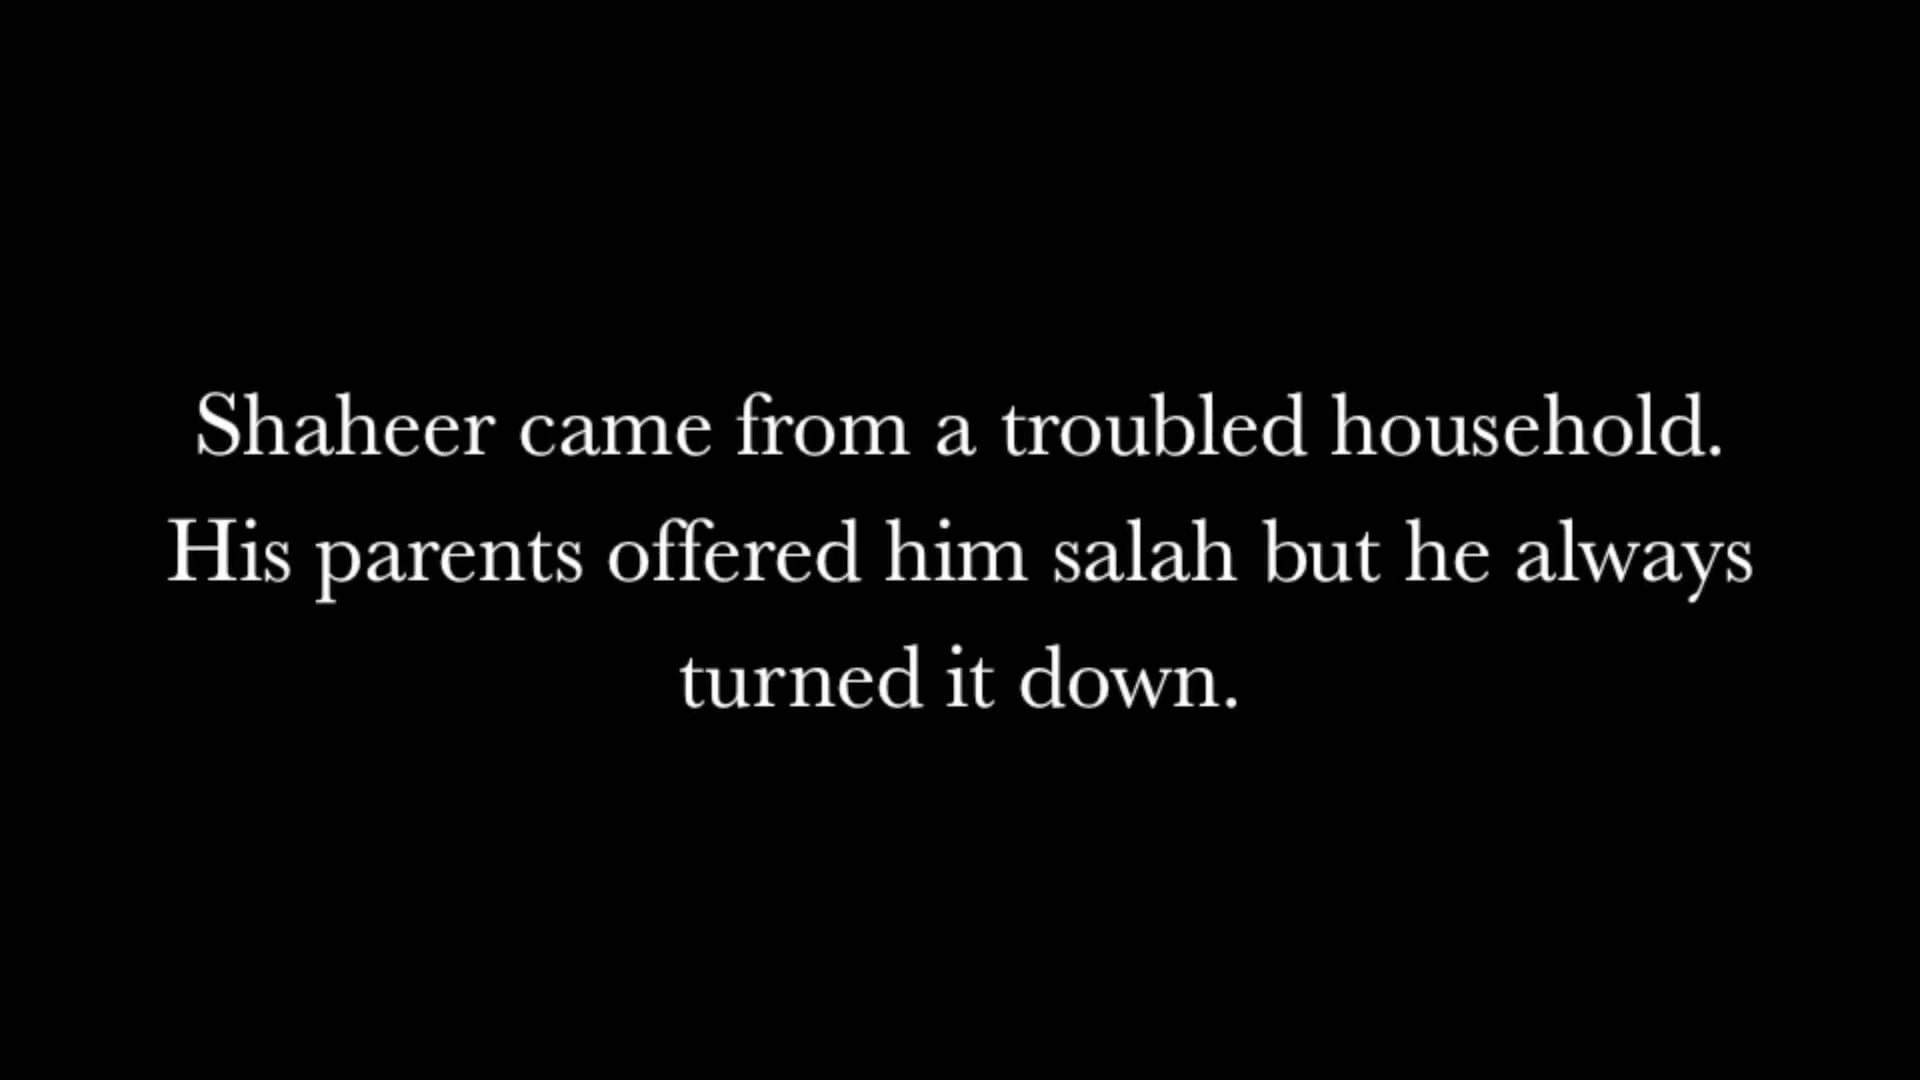 Shaheer came from a troubled household.
His parents offered him salah but he always
turned it down.